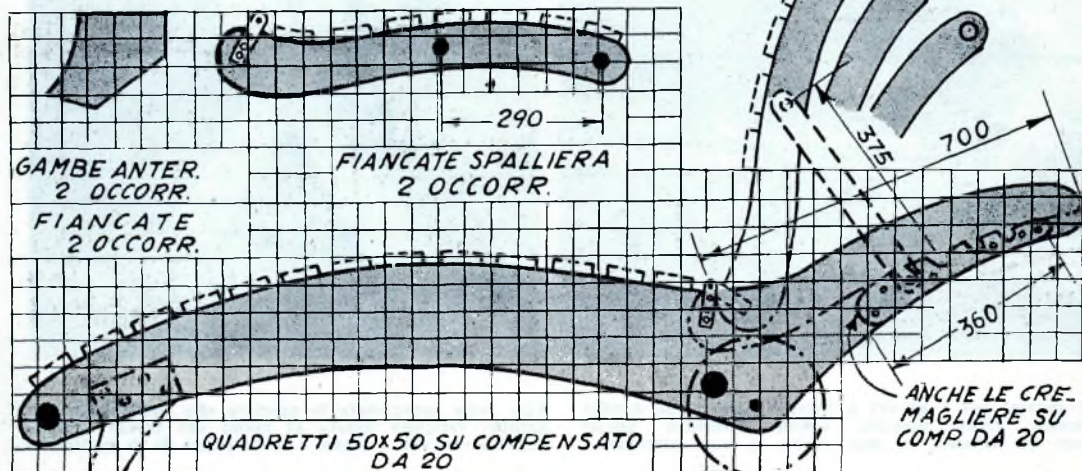 290
GAMBE ANTER.
2 OCCORR.
FIANCATE SPALLIERA
2 OCCORR.
FIANCATE
2 OCCORR.
375
700
360
ANCHE LE CRE-
MAGLIERE SU
COMP. DA 20
QUADRETTI 50X50 SU COMPENSATO
DA 20